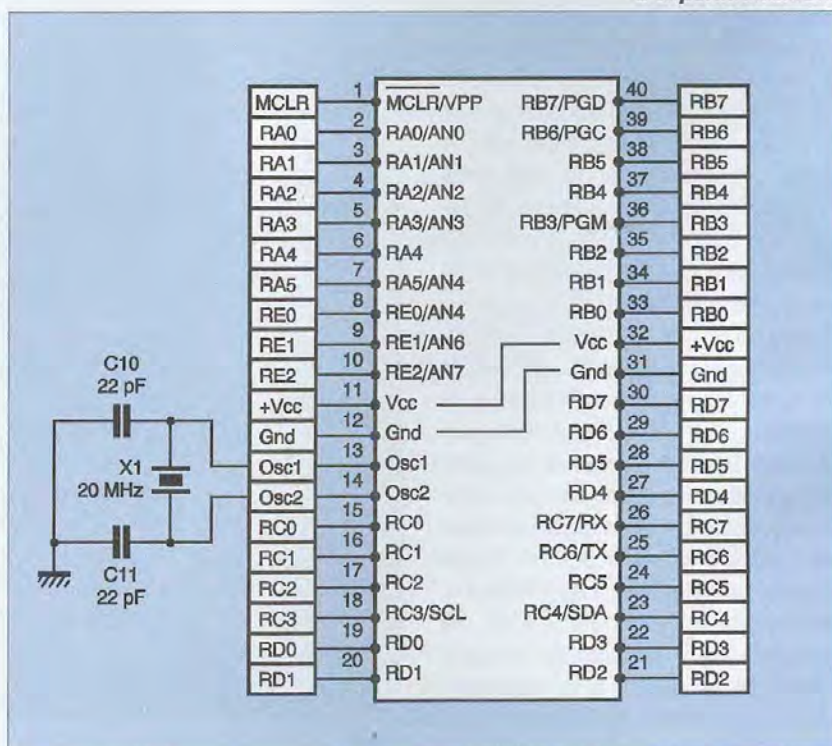 MCLR 1 MCLR/VPP RB7/PGD 40 RB7
RA0 2 RA0/AN0 RB6/PGC 39 RB6
RA1 3 RA1/AN1 RB5 38 RB5
RA2 4 RA2/AN2 RB4 37 RB4
RA3 5 RA3/AN3 RB3/PGM 36 RB3
RA4 6 RA4 RB2 35 RB2
RA5 7 RA5/AN4 RB1 34 RB1
RE0 8 RE0/AN4 RB0 33 RB0
RE1 9 RE1/AN6 Vcc 32 +Vcc
RE2 10 RE2/AN7 Gnd 31 Gnd
+Vcc 11 Vcc RD7 30 RD7
Gnd 12 Gnd RD6 29 RD6
Osc1 13 Osc1 RD5 28 RD5
Osc2 14 Osc2 RD4 27 RD4
RC0 15 RC0 RC7/RX 26 RC7
RC1 16 RC1 RC6/TX 25 RC6
RC2 17 RC2 RC5 24 RC5
RC3 18 RC3/SCL RC4/SDA 23 RC4
RD0 19 RD0 RD3 22 RD3
RD1 20 RD1 RD2 21 RD2
C10
22 pF
X1
20 MHz
C11
22 pF